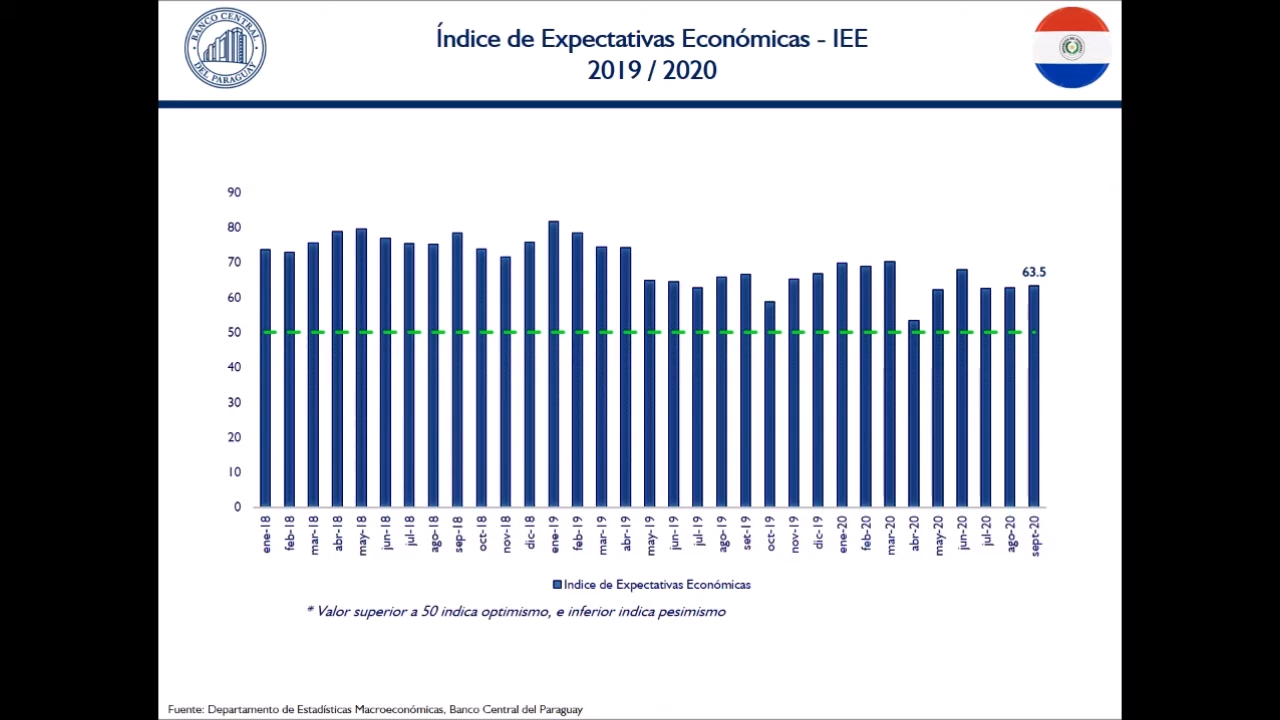 BANCO CENTRAL
DEL PARAGUAY
Índice de Expectativas Económicas - IEE
2019 / 2020
90
80
70
60
50
40
30
20
10
0
63.5
ene-18
feb-18
mar-18
abr-18
may-18
jun-18
jul-18
ago-18
sep-18
oct-18
nov-18
dic-18
ene-19
feb-19
mar-19
abr-19
may-19
jun-19
jul-19
ago-19
set-19
oct-19
nov-19
dic-19
ene-20
feb-20
mar-20
abr-20
may-20
jun-20
jul-20
ago-20
sept-20
Indice de Expectativas Económicas
* Valor superior a 50 indica optimismo, e inferior indica pesimismo
Fuente: Departamento de Estadísticas Macroeconómicas, Banco Central del Paraguay